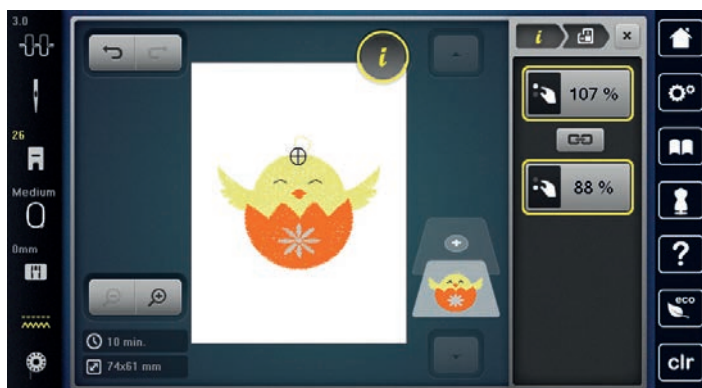 3.0
26
Medium
0mm
10 min.
74x61 mm
i
i
107 %
88 %
?
eco
clr